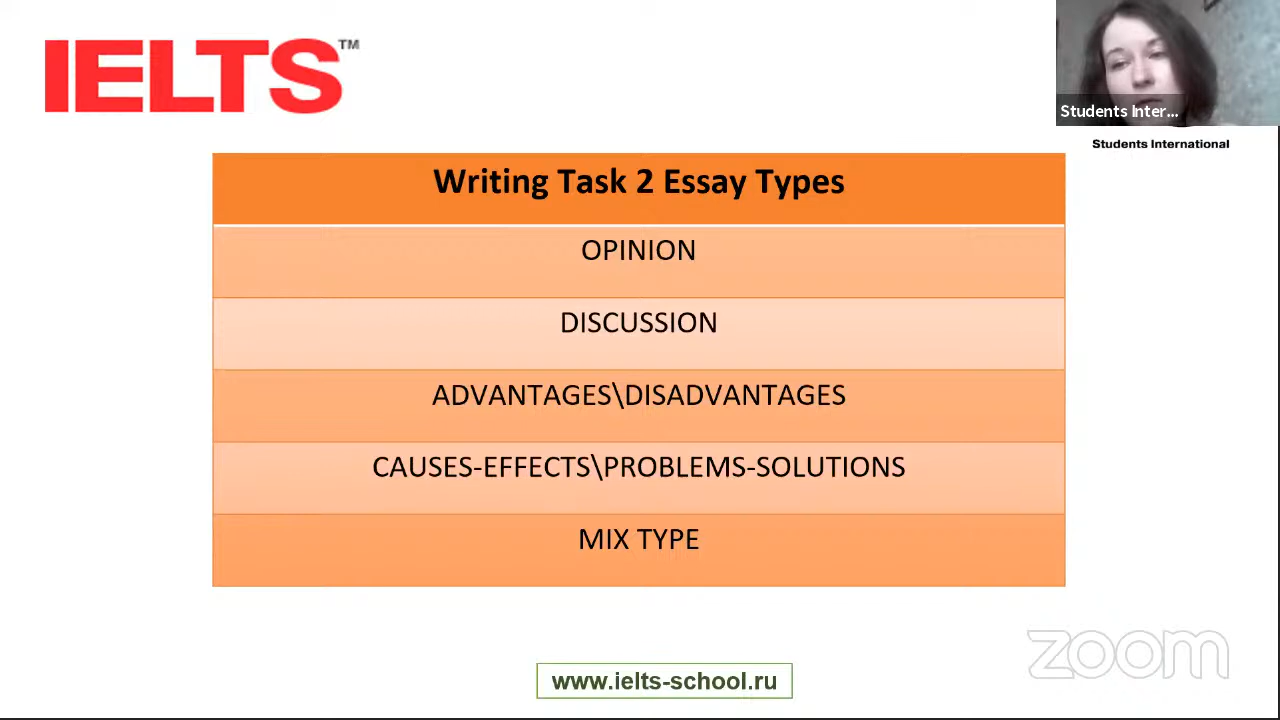 IELTS™
Students Inter...
Students International
Writing Task 2 Essay Types
OPINION
DISCUSSION
ADVANTAGES\DISADVANTAGES
CAUSES-EFFECTS\PROBLEMS-SOLUTIONS
MIX TYPE
zoom
www.ielts-school.ru